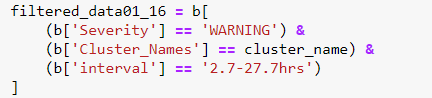 filtered_data01_16 = b[
    (b['Severity'] == 'WARNING') &
    (b['Cluster_Names'] == cluster_name) &
    (b['interval'] == '2.7-27.7hrs')
]